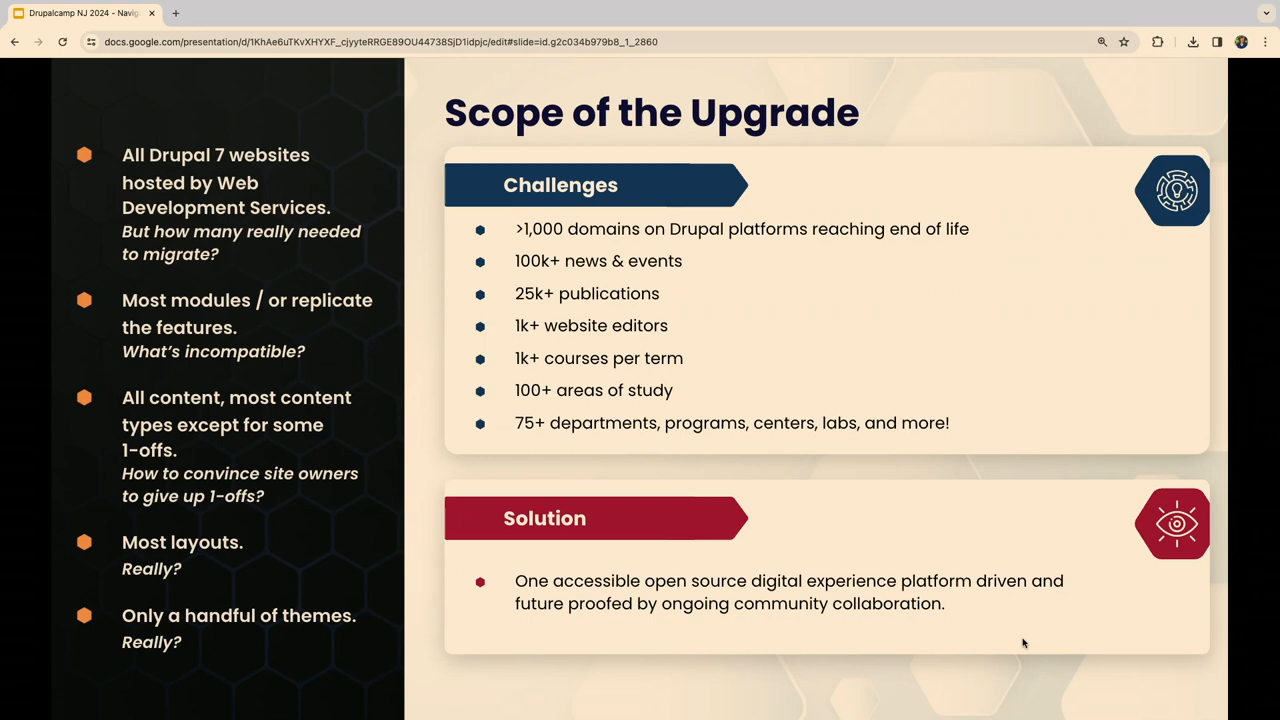 Drupalcamp NJ 2024 - Navig
docs.google.com/presentation/d/1KhAe6uTKvXHYXF_cjyyteRRGE89OU44738SjD1idpjc/edit#slide=id.g2c034b979b8_1_2860
All Drupal 7 websites
hosted by Web
Development Services.
But how many really needed
to migrate?
Most modules / or replicate
the features.
What's incompatible?
All content, most content
types except for some
1-offs.
How to convince site owners
to give up 1-offs?
Most layouts.
Really?
Only a handful of themes.
Really?
Scope of the Upgrade
Challenges
>1,000 domains on Drupal platforms reaching end of life
100k+ news & events
25k+ publications
1k+ website editors
1k+ courses per term
100+ areas of study
75+ departments, programs, centers, labs, and more!
Solution
One accessible open source digital experience platform driven and
future proofed by ongoing community collaboration.